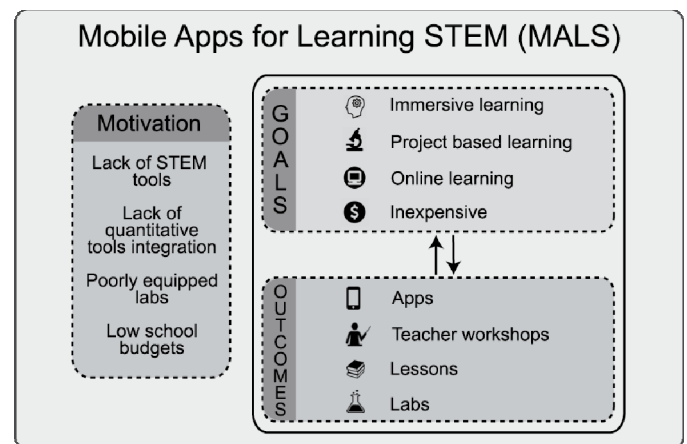 Mobile Apps for Learning STEM (MALS)
Motivation
Lack of STEM
tools
Lack of
quantitative
tools integration
Poorly equipped
labs
Low school
budgets
GOALS
Immersive learning
Project based learning
Online learning
$ Inexpensive
OUTCOMES
Apps
Teacher workshops
Lessons
Labs